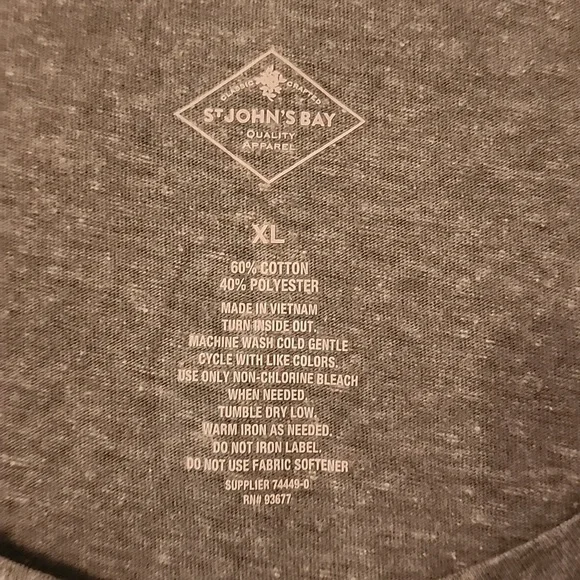 CLASSIC CRAFTED
ST JOHN'S BAY
QUALITY
APPAREL
XL
60% COTTON
40% POLYESTER
MADE IN VIETNAM
TURN INSIDE OUT.
MACHINE WASH COLD GENTLE
CYCLE WITH LIKE COLORS.
USE ONLY NON-CHLORINE BLEACH
WHEN NEEDED.
TUMBLE DRY LOW.
WARM IRON AS NEEDED.
DO NOT IRON LABEL.
DO NOT USE FABRIC SOFTENER
SUPPLIER 74449-0
RN# 93677